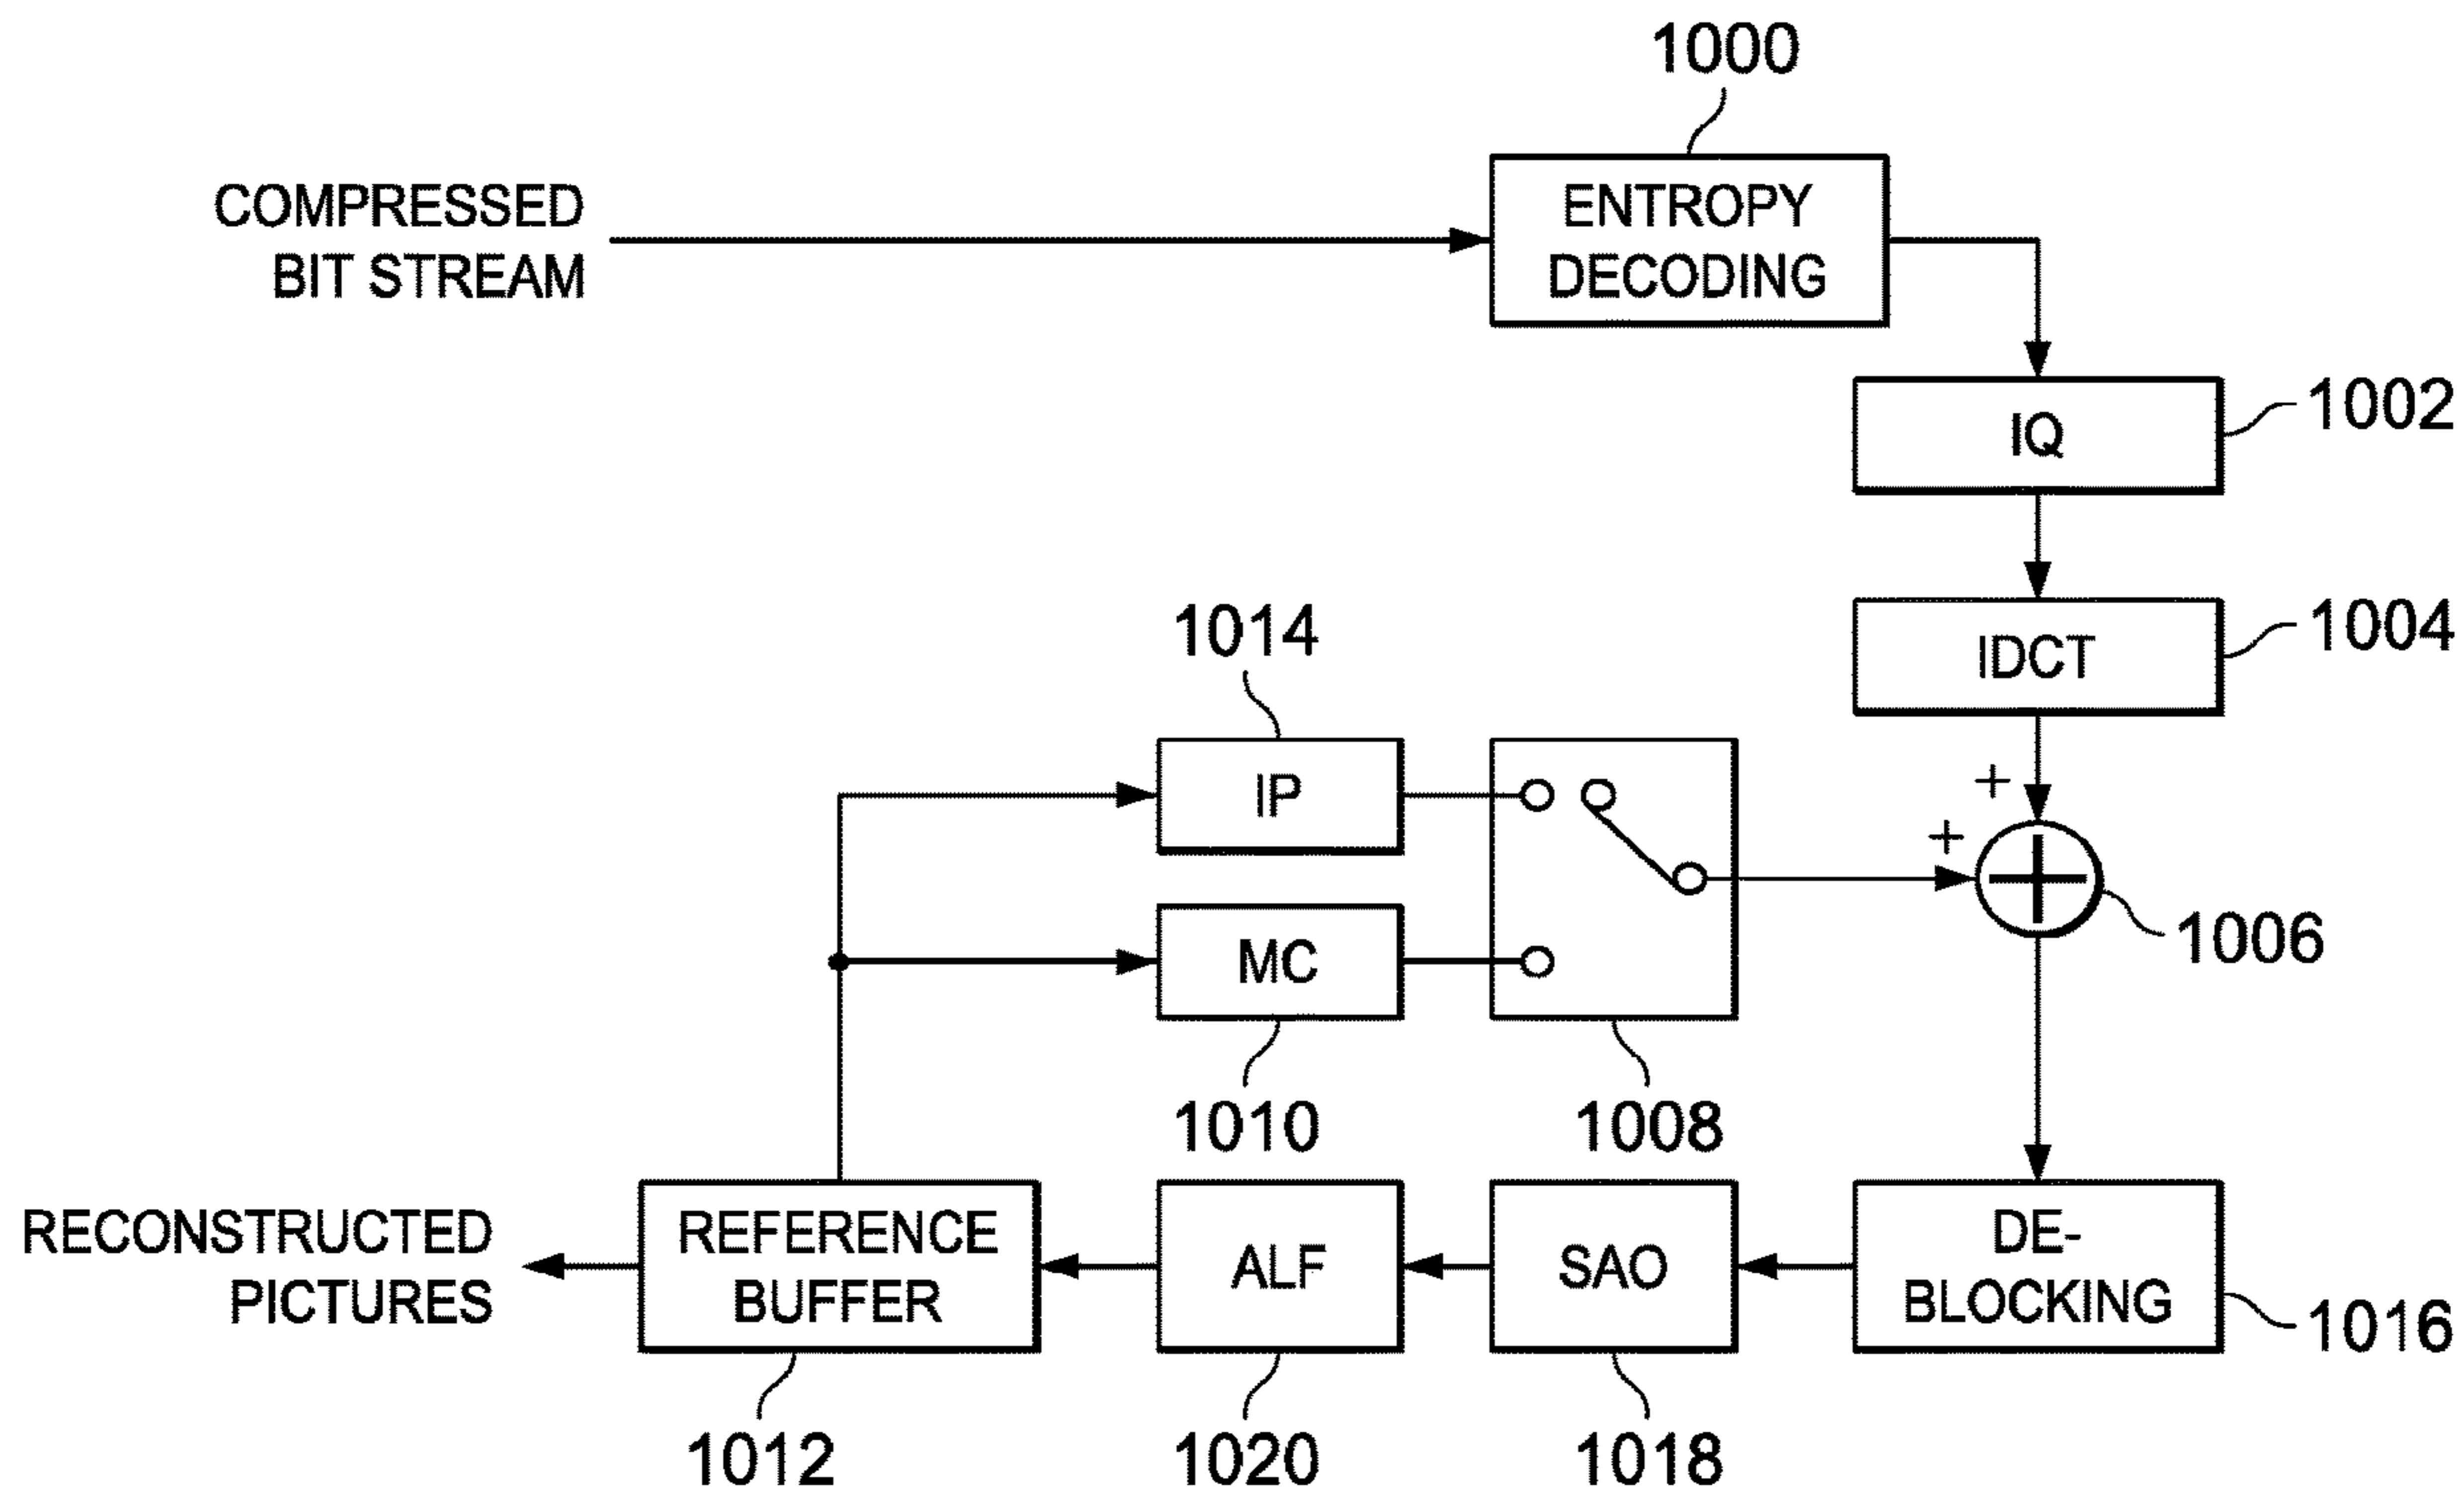 1000
COMPRESSED
BIT STREAM
ENTROPY
DECODING
IQ
1002
IDCT
1004
1014
IP
+
+
MC
1006
1010
1008
RECONSTRUCTED
PICTURES
REFERENCE
BUFFER
ALF
SAO
DE-
BLOCKING
1016
1012
1020
1018